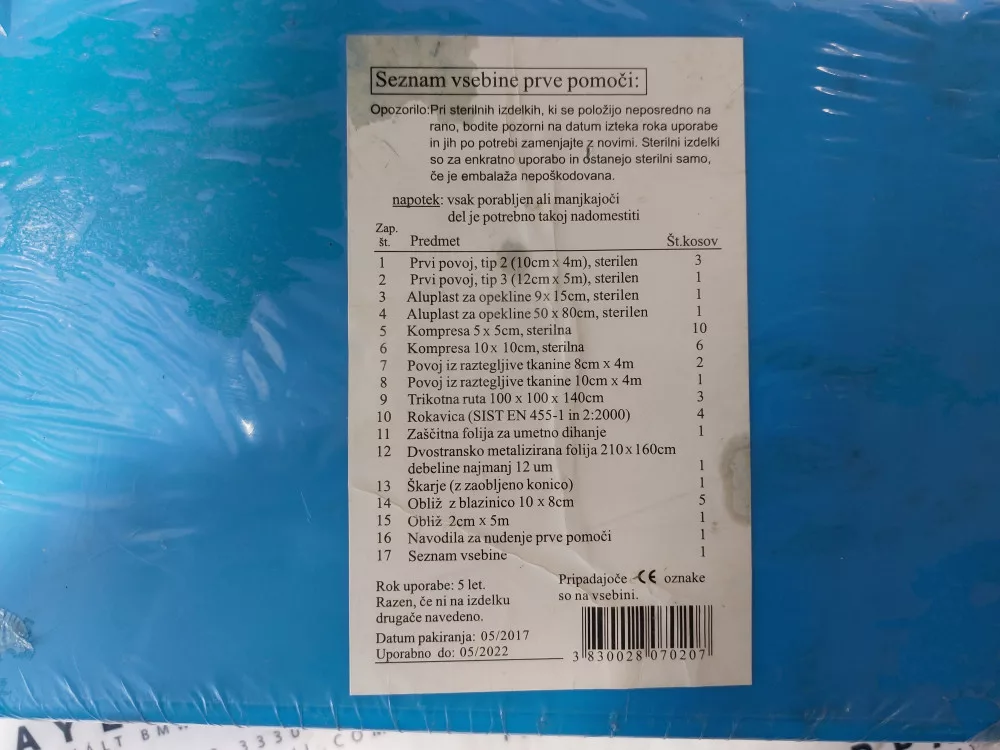 Seznam vsebine prve pomoči:
Opozorilo:Pri sterilnih izdelkih, ki se položijo neposredno na
rano, bodite pozorni na datum izteka roka uporabe
in jih po potrebi zamenjajte z novimi. Sterilni izdelki
so za enkratno uporabo in ostanejo sterilni samo,
če je embalaža nepoškodovana.
napotek: vsak porabljen ali manjkajoči
del je potrebno takoj nadomestiti
Zap.
št. Predmet Št.kosov
1 Prvi povoj, tip 2 (10cm x 4m), sterilen 3
2 Prvi povoj, tip 3 (12cm x 5m), sterilen 1
3 Aluplast za opekline 9x 15cm, sterilen 1
4 Aluplast za opekline 50 x 80cm, sterilen 1
5 Kompresa 5 x 5cm, sterilna 10
6 Kompresa 10 x 10cm, sterilna 6
7 Povoj iz raztegljive tkanine 8cm x 4m 2
8 Povoj iz raztegljive tkanine 10cm x 4m 1
9 Trikotna ruta 100 x 100 x 140cm 3
10 Rokavica (SIST EN 455-1 in 2:2000) 4
11 Zaščitna folija za umetno dihanje 1
12 Dvostransko metalizirana folija 210 x 160cm
debeline najmanj 12 um 1
13 Škarje (z zaobljeno konico) 1
14 Obliž z blazinico 10 x 8cm 5
15 Obliž 2cm x 5m 1
16 Navodila za nudenje prve pomoči 1
17 Seznam vsebine 1
Rok uporabe: 5 let.
Razen, če ni na izdelku
drugače navedeno.
Datum pakiranja: 05/2017
Uporabno do: 05/2022
Pripadajoče CE oznake
so na vsebini.
3 830028 070207